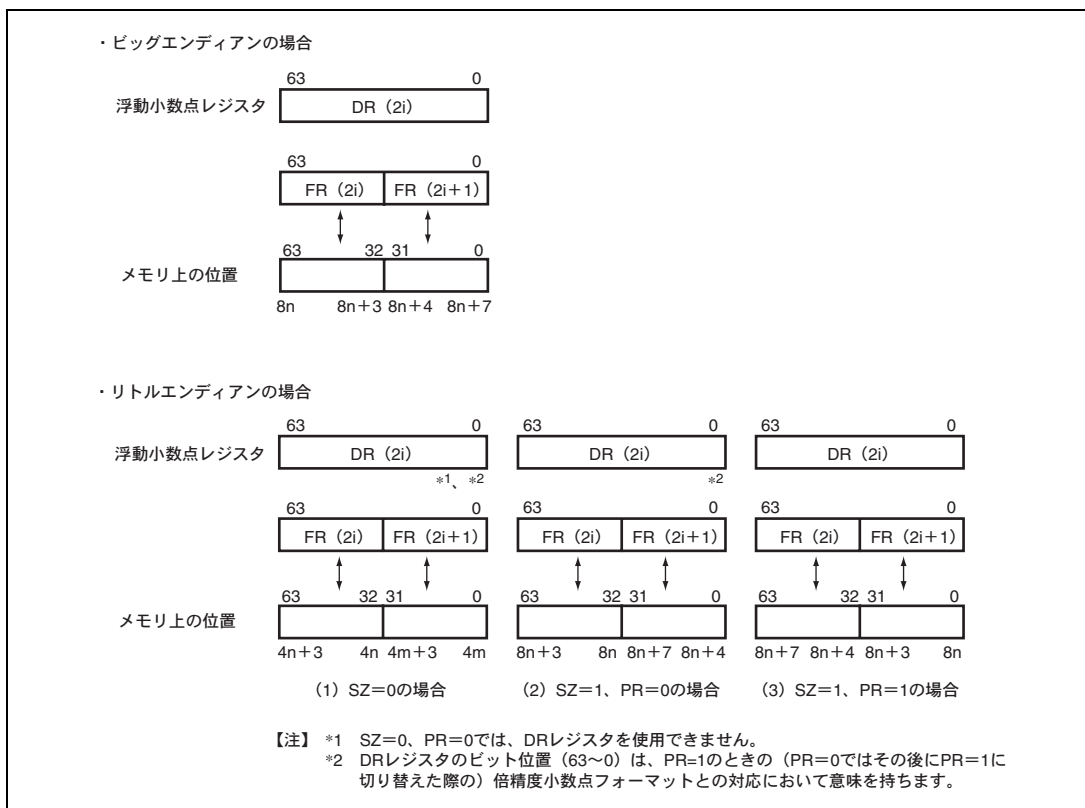 ・ビッグエンディアンの場合
63 0
浮動小数点レジスタ DR（2i）
63 0
FR（2i） FR（2i＋1）
63 32 31 0
メモリ上の位置
8n 8n＋3 8n＋4 8n＋7
・リトルエンディアンの場合
63 0 63 0 63 0
浮動小数点レジスタ DR（2i） DR（2i） DR（2i）
*1、*2 *2
63 0 63 0 63 0
FR（2i） FR（2i＋1） FR（2i） FR（2i＋1） FR（2i） FR（2i＋1）
63 32 31 0 63 32 31 0 63 32 31 0
メモリ上の位置
4n＋3 4n 4m＋3 4m 8n＋3 8n 8n＋7 8n＋4 8n＋7 8n＋4 8n＋3 8n
（1）SZ＝0の場合 （2）SZ＝1、PR＝0の場合 （3）SZ＝1、PR＝1の場合
【注】 *1 SZ＝0、PR＝0では、DRレジスタを使用できません。
*2 DRレジスタのビット位置（63～0）は、PR=1のときの（PR＝0ではその後にPR＝1に
切り替えた際の）倍精度小数点フォーマットとの対応において意味を持ちます。